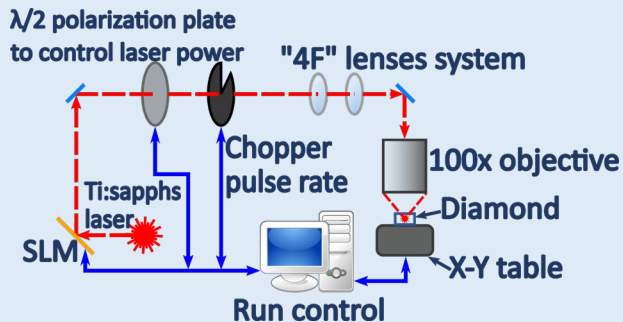 λ/2 polarization plate
to control laser power
"4F" lenses system
Chopper
pulse rate
100x objective
Ti:sapphs
laser
Diamond
SLM
X-Y table
Run control